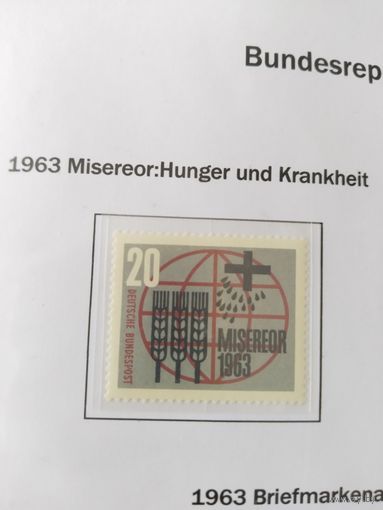 Bundesrep
1963 Misereor:Hunger und Krankheit
20
DEUTSCHE BUNDESPOST
MISEREOR
1963
1963 Briefmarkena